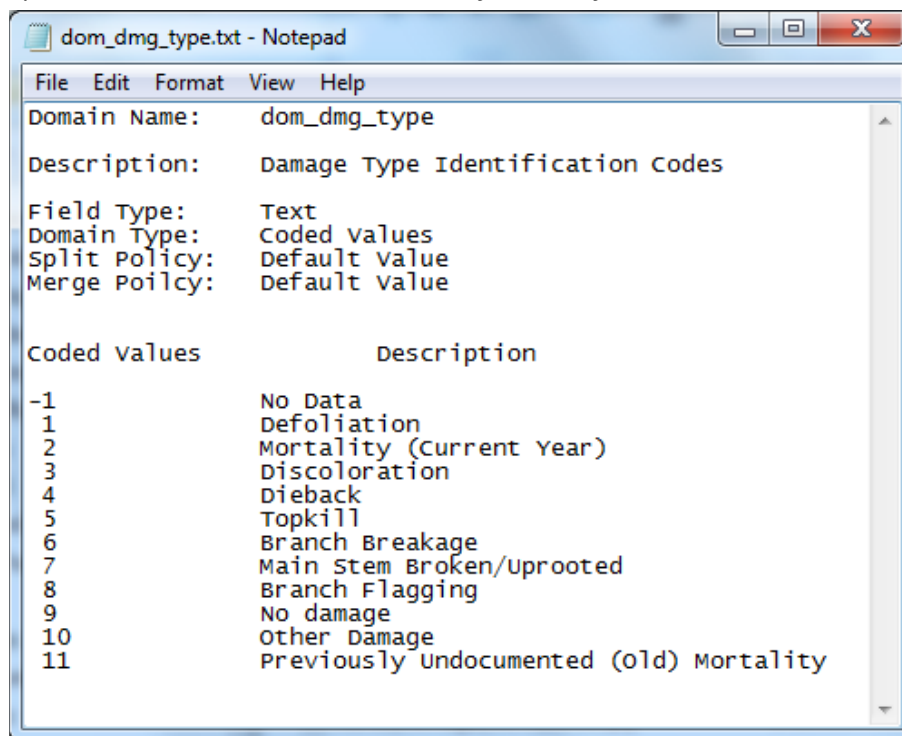 dom_dmg_type.txt - Notepad
File Edit Format View Help
Domain Name: dom_dmg_type
Description: Damage Type Identification Codes
Field Type: Text
Domain Type: Coded Values
Split Policy: Default Value
Merge Poilcy: Default Value
Coded Values Description
-1 No Data
1 Defoliation
2 Mortality (Current Year)
3 Discoloration
4 Dieback
5 Topkill
6 Branch Breakage
7 Main Stem Broken/Uprooted
8 Branch Flagging
9 No damage
10 Other Damage
11 Previously Undocumented (Old) Mortality